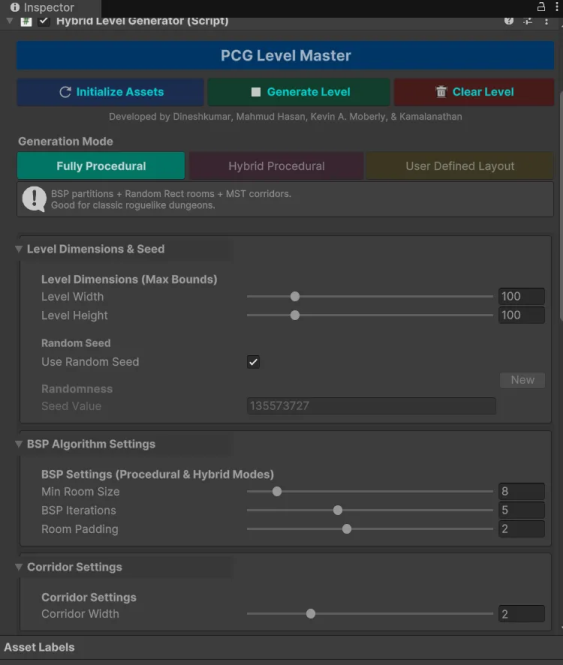 Inspector
Hybrid Level Generator (Script)
PCG Level Master
Initialize Assets
Generate Level
Clear Level
Developed by Dineshkumar, Mahmud Hasan, Kevin A. Moberly, & Kamalanathan
Generation Mode
Fully Procedural
Hybrid Procedural
User Defined Layout
BSP partitions + Random Rect rooms + MST corridors.
Good for classic roguelike dungeons.
Level Dimensions & Seed
Level Dimensions (Max Bounds)
Level Width 100
Level Height 100
Random Seed
Use Random Seed
New
Randomness
Seed Value 135573727
BSP Algorithm Settings
BSP Settings (Procedural & Hybrid Modes)
Min Room Size 8
BSP Iterations 5
Room Padding 2
Corridor Settings
Corridor Settings
Corridor Width 2
Asset Labels